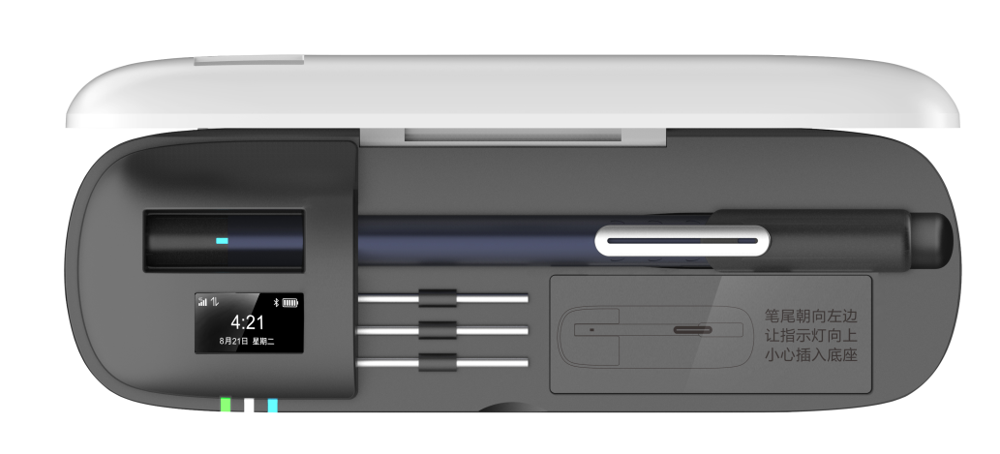 4:21
8月21日 星期二
笔尾朝向左边
让指示灯向上
小心插入底座